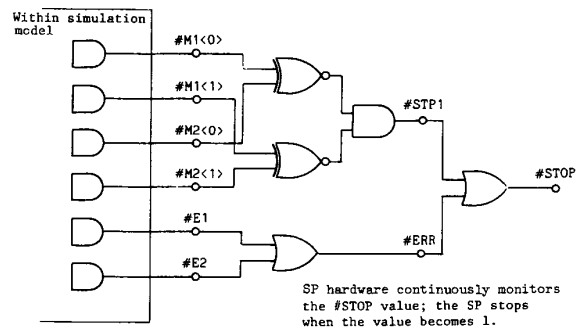 Within simulation
model
#M1<0>
#M1<1>
#M2<0>
#M2<1>
#E1
#E2
#STP1
#STOP
#ERR
SP hardware continuously monitors
the #STOP value; the SP stops
when the value becomes 1.